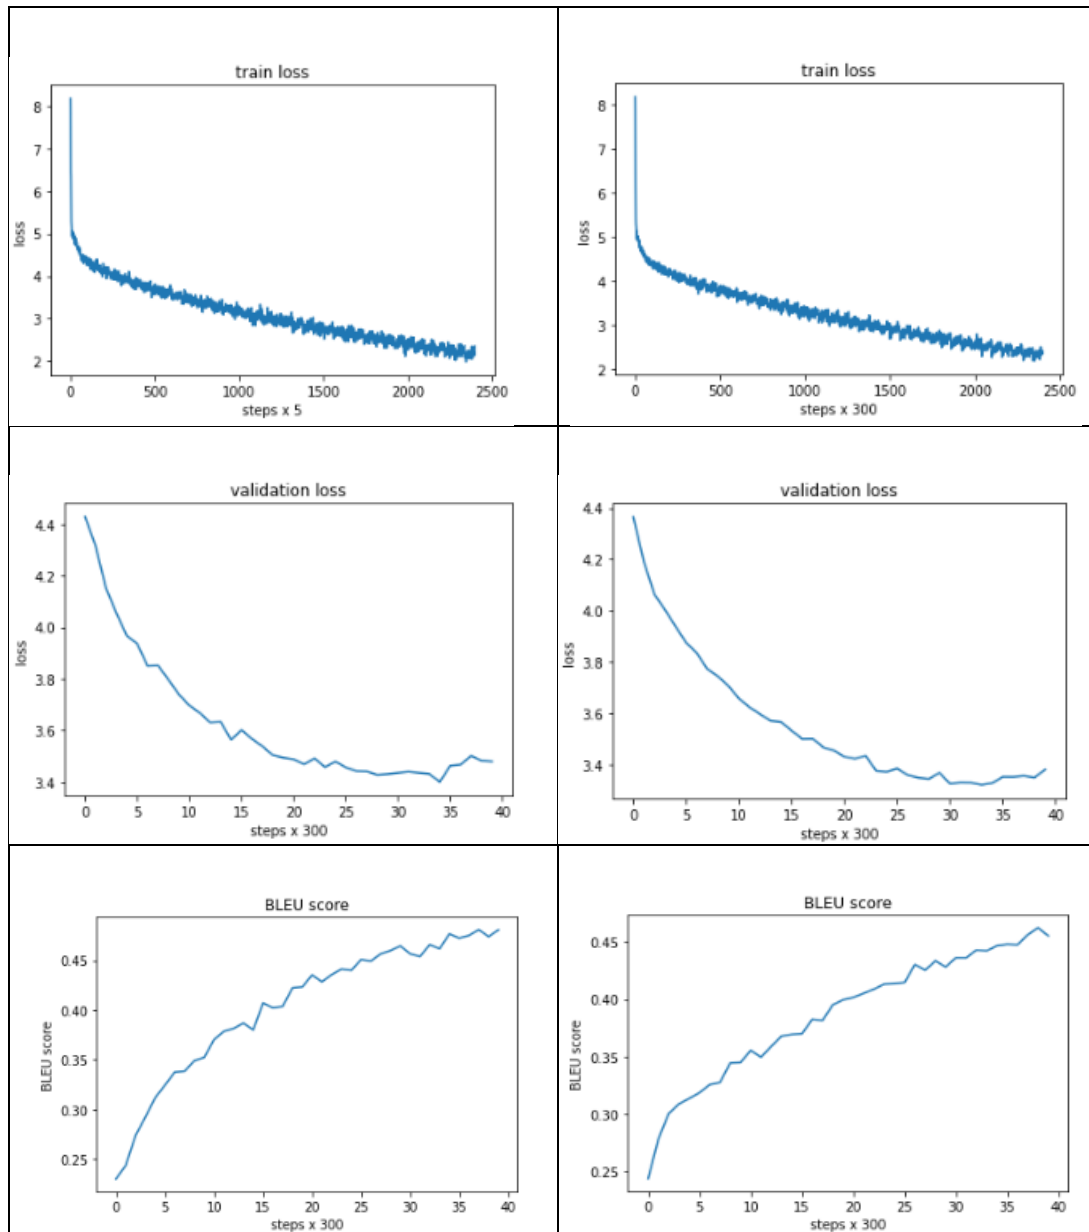 train loss
8
7
6
5
4
3
2
loss
0 500 1000 1500 2000 2500
steps x 5
train loss
8
7
6
5
4
3
2
loss
0 500 1000 1500 2000 2500
steps x 300
validation loss
4.4
4.2
4.0
3.8
3.6
3.4
loss
0 5 10 15 20 25 30 35 40
steps x 300
validation loss
4.4
4.2
4.0
3.8
3.6
3.4
loss
0 5 10 15 20 25 30 35 40
steps x 300
BLEU score
0.45
0.40
0.35
0.30
0.25
BLEU score
0 5 10 15 20 25 30 35 40
steps x 300
BLEU score
0.45
0.40
0.35
0.30
0.25
BLEU score
0 5 10 15 20 25 30 35 40
steps x 300